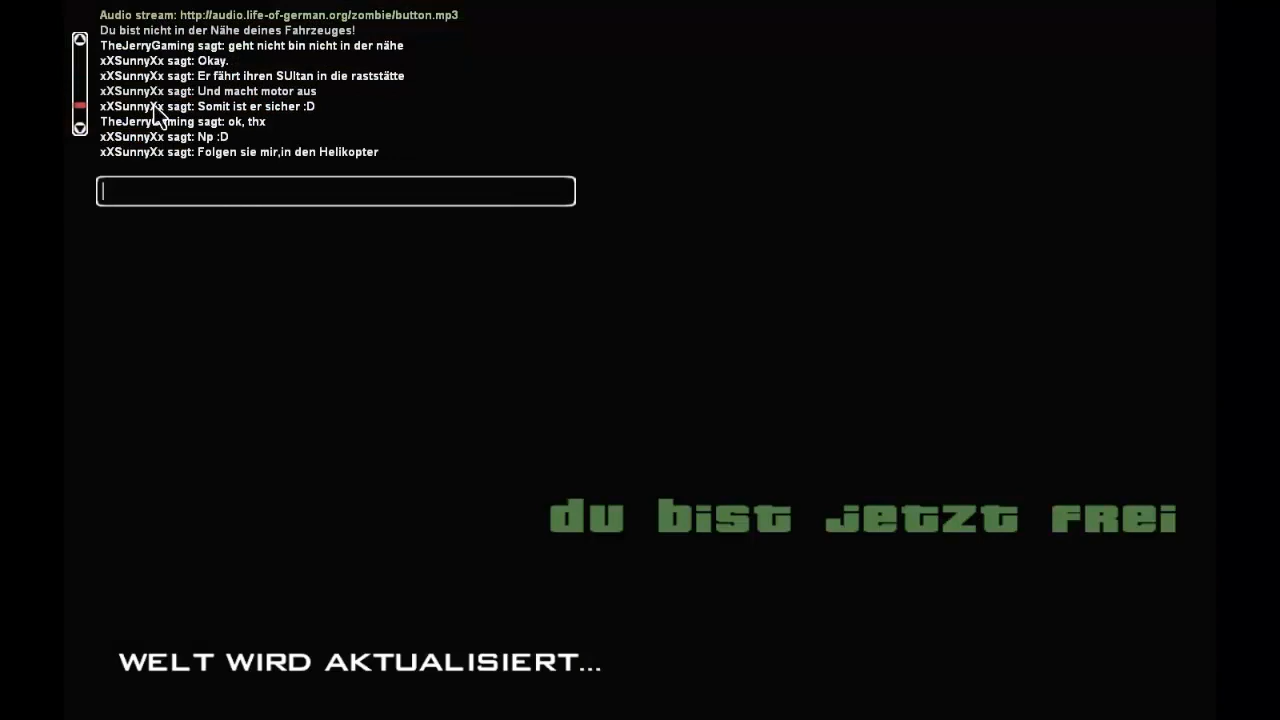 Audio stream: http://audio.life-of-german.org/zombie/button.mp3
Du bist nicht in der Nähe deines Fahrzeuges!
TheJerryGaming sagt: geht nicht bin nicht in der nähe
xXSunnyXx sagt: Okay.
xXSunnyXx sagt: Er fährt ihren SUltan in die raststätte
xXSunnyXx sagt: Und macht motor aus
xXSunnyXx sagt: Somit ist er sicher :D
TheJerryGaming sagt: ok, thx
xXSunnyXx sagt: Np :D
xXSunnyXx sagt: Folgen sie mir,in den Helikopter
du bist jetzt frei
WELT WIRD AKTUALISIERT...